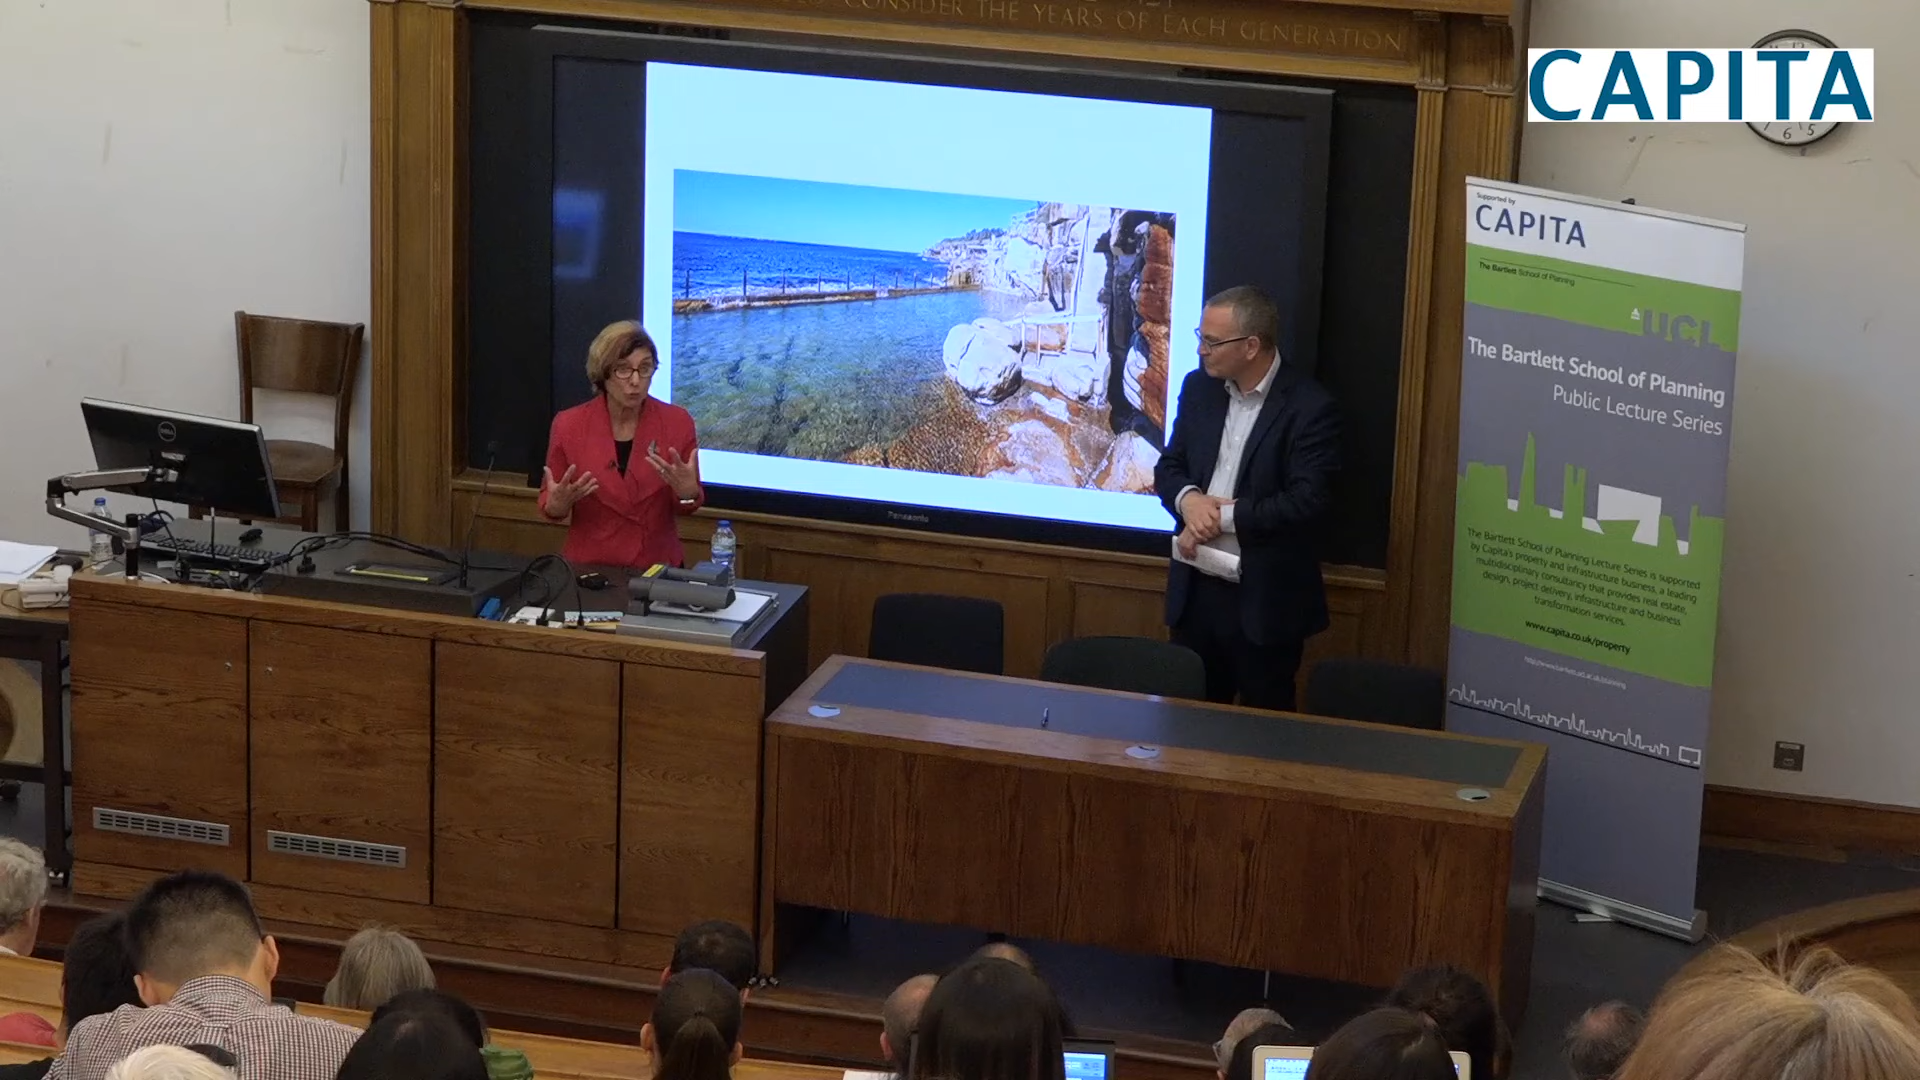 CONSIDER THE YEARS OF EACH GENERATION
CAPITA
6 5
Supported by
CAPITA
The Bartlett School of Planning
UCL
The Bartlett School of Planning
Public Lecture Series
The Bartlett School of Planning Lecture Series is supported
by Capita's property and infrastructure business, a leading
multidisciplinary consultancy that provides real estate,
design, project delivery, infrastructure and business
transformation services.
www.capita.co.uk/property
Panasonic
DELL